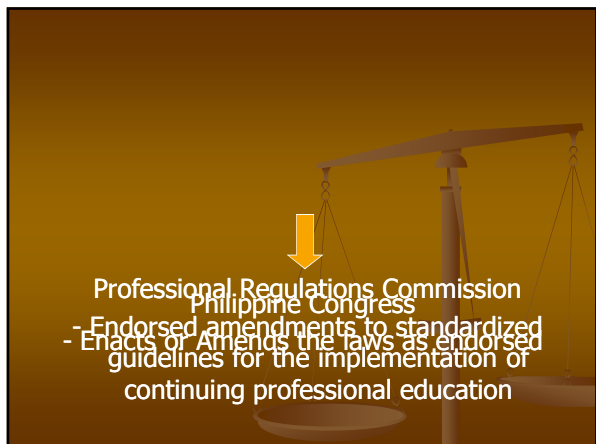 Professional Regulations Commission
Philippine Congress
- Endorsed amendments to standardized
- Enacts or Amends the laws as endorsed
guidelines for the implementation of
continuing professional education